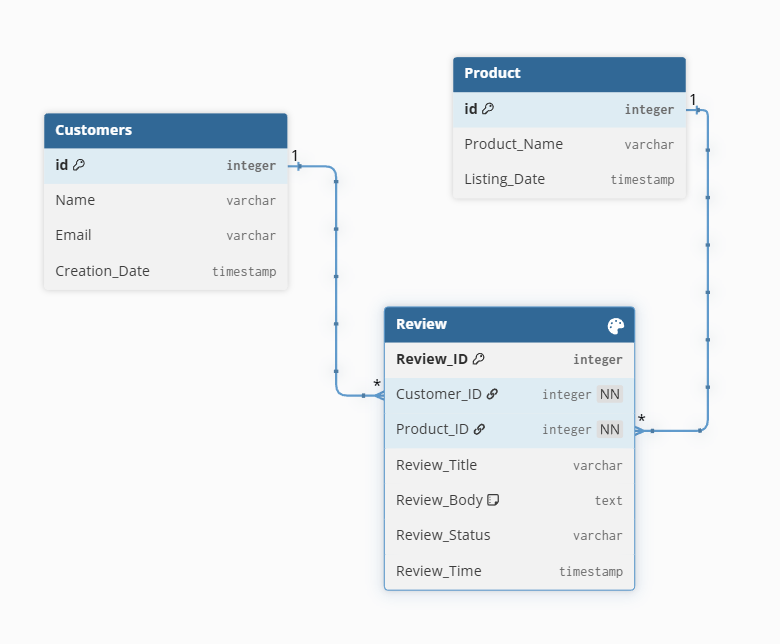 Customers
id integer
Name varchar
Email varchar
Creation_Date timestamp
1
*
Product
id integer
Product_Name varchar
Listing_Date timestamp
1
*
Review
Review_ID integer
Customer_ID integer NN
Product_ID integer NN
Review_Title varchar
Review_Body text
Review_Status varchar
Review_Time timestamp